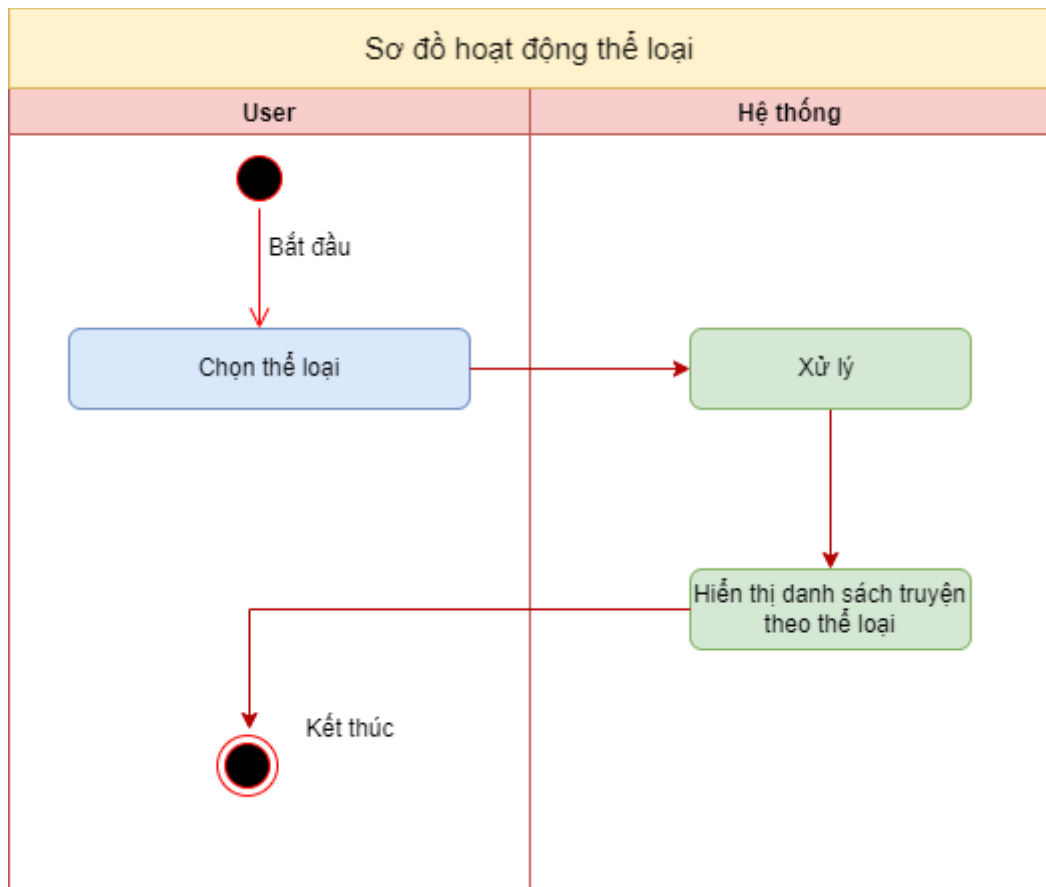 Sơ đồ hoạt động thể loại
User
Hệ thống
Bắt đầu
Chọn thể loại
Xử lý
Hiển thị danh sách truyện
theo thể loại
Kết thúc